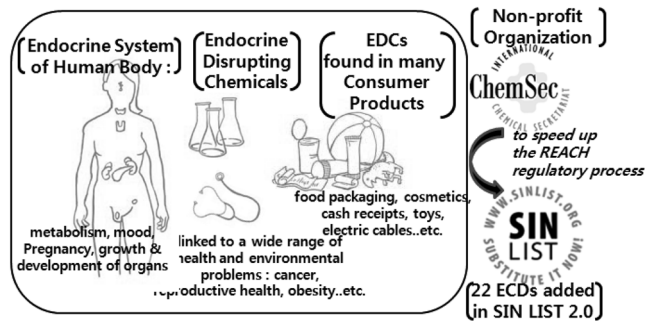 Endocrine System
of Human Body :
metabolism, mood,
Pregnancy, growth &
development of organs
Endocrine
Disrupting
Chemicals
linked to a wide range of
health and environmental
problems : cancer,
reproductive health, obesity..etc.
EDCs
found in many
Consumer
Products
food packaging, cosmetics,
cash receipts, toys,
electric cables..etc.
Non-profit
Organization
INTERNATIONAL
ChemSec
CHEMICAL SECRETARIAT
to speed up
the REACH
regulatory process
WWW.SINLIST.ORG
SIN
LIST
SUBSTITUTE IT NOW!
22 ECDs added
in SIN LIST 2.0